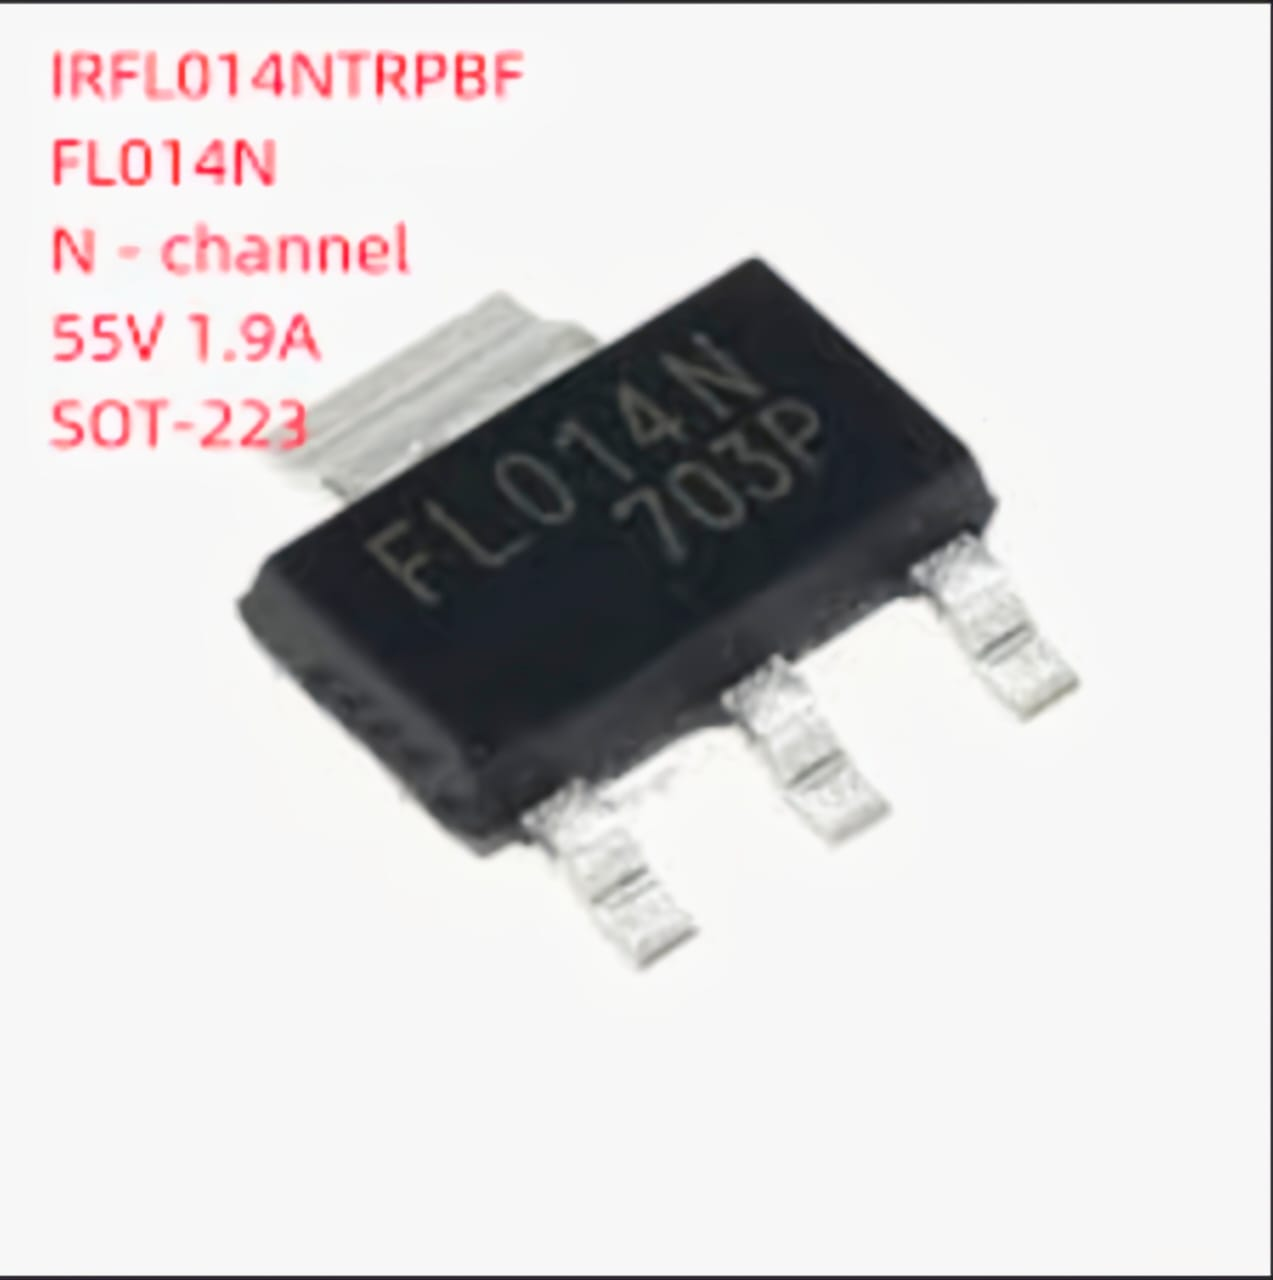 IRFL014NTRPBF
FL014N
N - channel
55V 1.9A
SOT-223
FL014N
703P